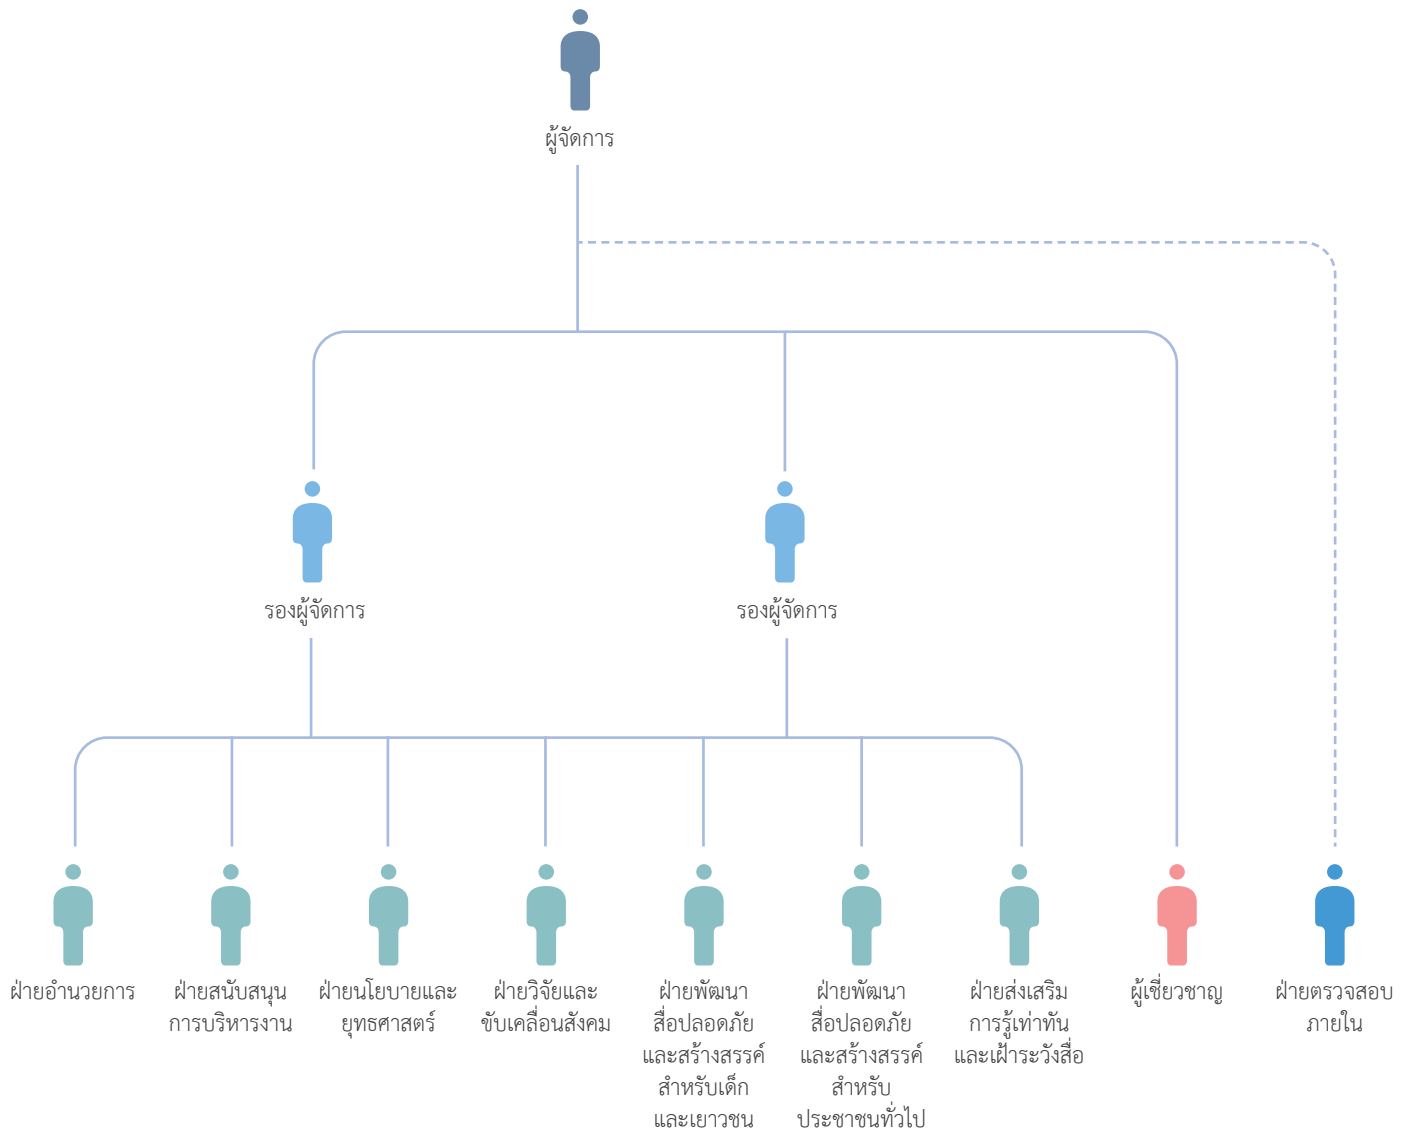 ผู้จัดการ
รองผู้จัดการ
รองผู้จัดการ
ฝ่ายอำนวยการ
ฝ่ายสนับสนุน
การบริหารงาน
ฝ่ายนโยบายและ
ยุทธศาสตร์
ฝ่ายวิจัยและ
ขับเคลื่อนสังคม
ฝ่ายพัฒนา
สื่อปลอดภัย
และสร้างสรรค์
สำหรับเด็ก
และเยาวชน
ฝ่ายพัฒนา
สื่อปลอดภัย
และสร้างสรรค์
สำหรับ
ประชาชนทั่วไป
ฝ่ายส่งเสริม
การรู้เท่าทัน
และเฝ้าระวังสื่อ
ผู้เชี่ยวชาญ
ฝ่ายตรวจสอบ
ภายใน